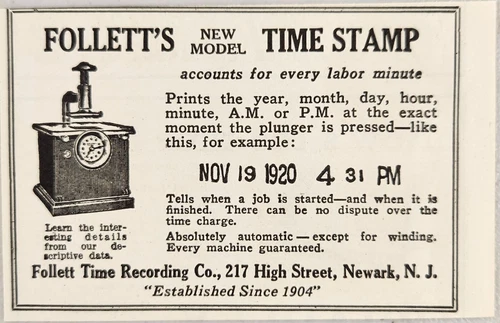 FOLLETT'S NEW MODEL TIME STAMP
accounts for every labor minute
Prints the year, month, day, hour,
minute, A.M. or P.M. at the exact
moment the plunger is pressed—like
this, for example:
NOV 19 1920 4 31 PM
Tells when a job is started—and when it is
finished. There can be no dispute over the
time charge.
Absolutely automatic—except for winding.
Every machine guaranteed.
Learn the inter-
esting details
from our de-
scriptive data.
Follett Time Recording Co., 217 High Street, Newark, N. J.
"Established Since 1904"